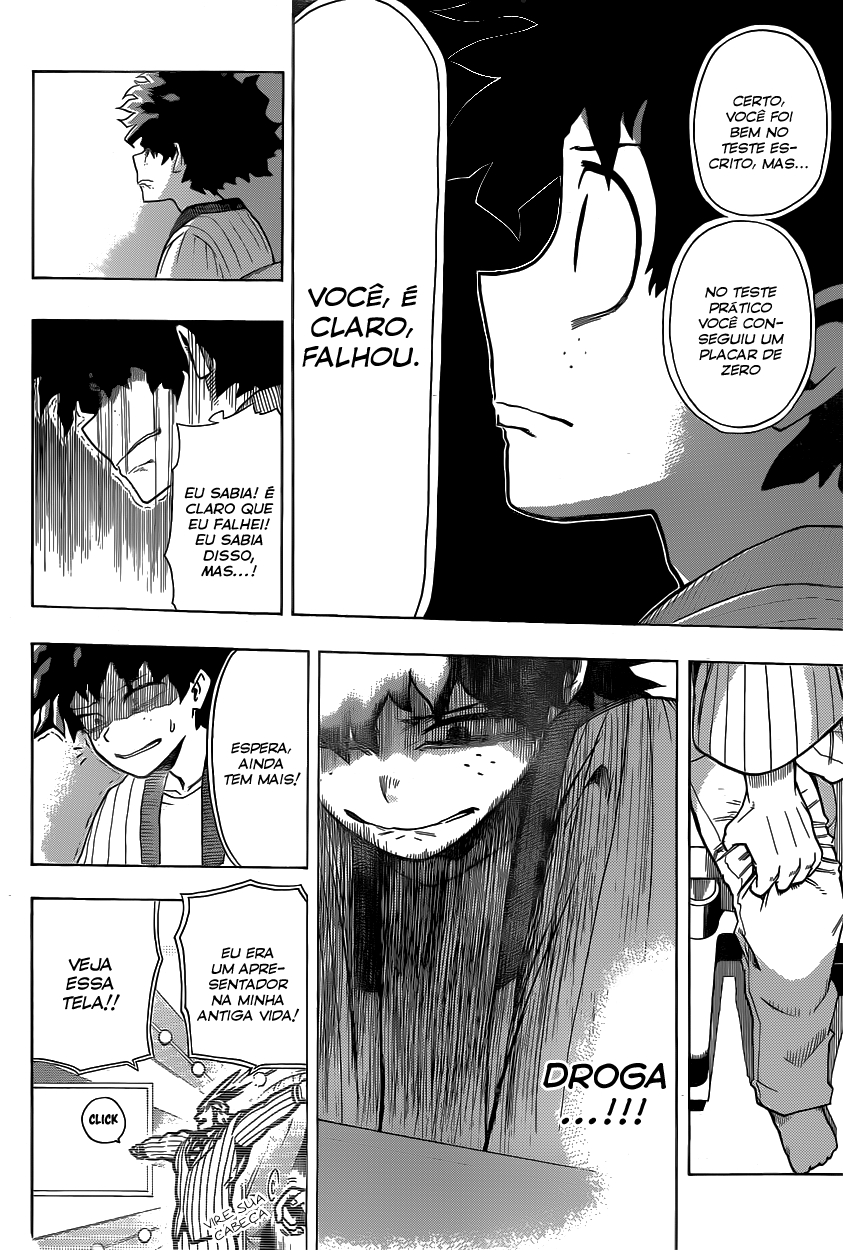 CERTO,
VOCÊ FOI
BEM NO
TESTE ES-
CRITO, MAS...
NO TESTE
PRÁTICO
VOCÊ CON-
SEGUIU UM
PLACAR DE
ZERO
VOCÊ, É
CLARO,
FALHOU.
EU SABIA! É
CLARO QUE
EU FALHEI!
EU SABIA
DISSO,
MAS...!
DROGA
...!!!
ESPERA,
AINDA
TEM MAIS!
EU ERA
UM APRE-
SENTADOR
NA MINHA
ANTIGA VIDA!
VEJA
ESSA
TELA!!
CLICK
VIRE SUA
CABEÇA